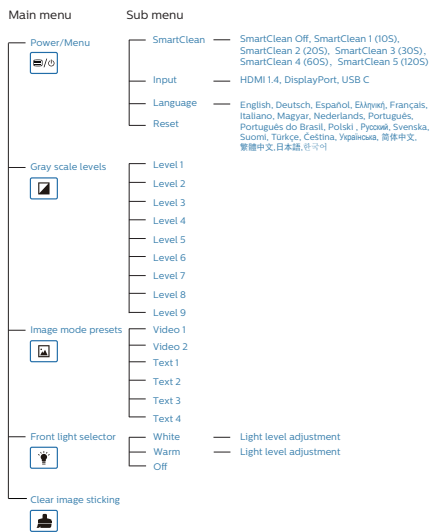 Main menu
Sub menu
Power/Menu
SmartClean
SmartClean Off, SmartClean 1 (10S),
SmartClean 2 (20S), SmartClean 3 (30S),
SmartClean 4 (60S), SmartClean 5 (120S)
Input
HDMI 1.4, DisplayPort, USB C
Language
English, Deutsch, Español, Ελληνική, Français,
Italiano, Magyar, Nederlands, Português,
Português do Brasil, Polski , Русский, Svenska,
Suomi, Türkçe, Čeština, Українська, 简体中文,
繁體中文,日本語,한국어
Reset
Gray scale levels
Level 1
Level 2
Level 3
Level 4
Level 5
Level 6
Level 7
Level 8
Level 9
Image mode presets
Video 1
Video 2
Text 1
Text 2
Text 3
Text 4
Front light selector
White
Light level adjustment
Warm
Light level adjustment
Off
Clear image sticking